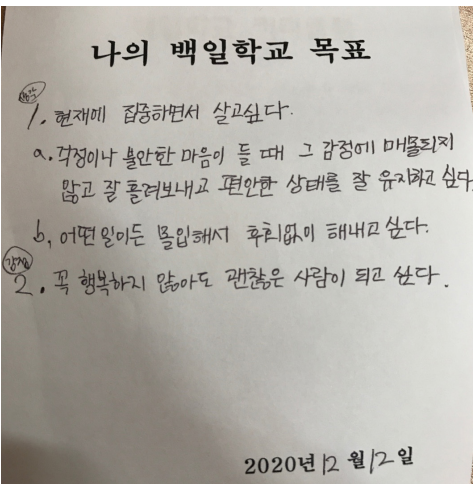 나의 백일학교 목표
생각
1. 현재에 집중하면서 살고싶다.
a. 걱정이나 불안한 마음이 들 때 그 감정에 매몰되지
않고 잘 흘려보내고 편안한 상태를 잘 유지하고 싶다
b, 어떤일이든 몰입해서 후회없이 해내고 싶다.
감정
2. 꼭 행복하지 않아도 괜찮은 사람이 되고 싶다.
2020년 12월 12일